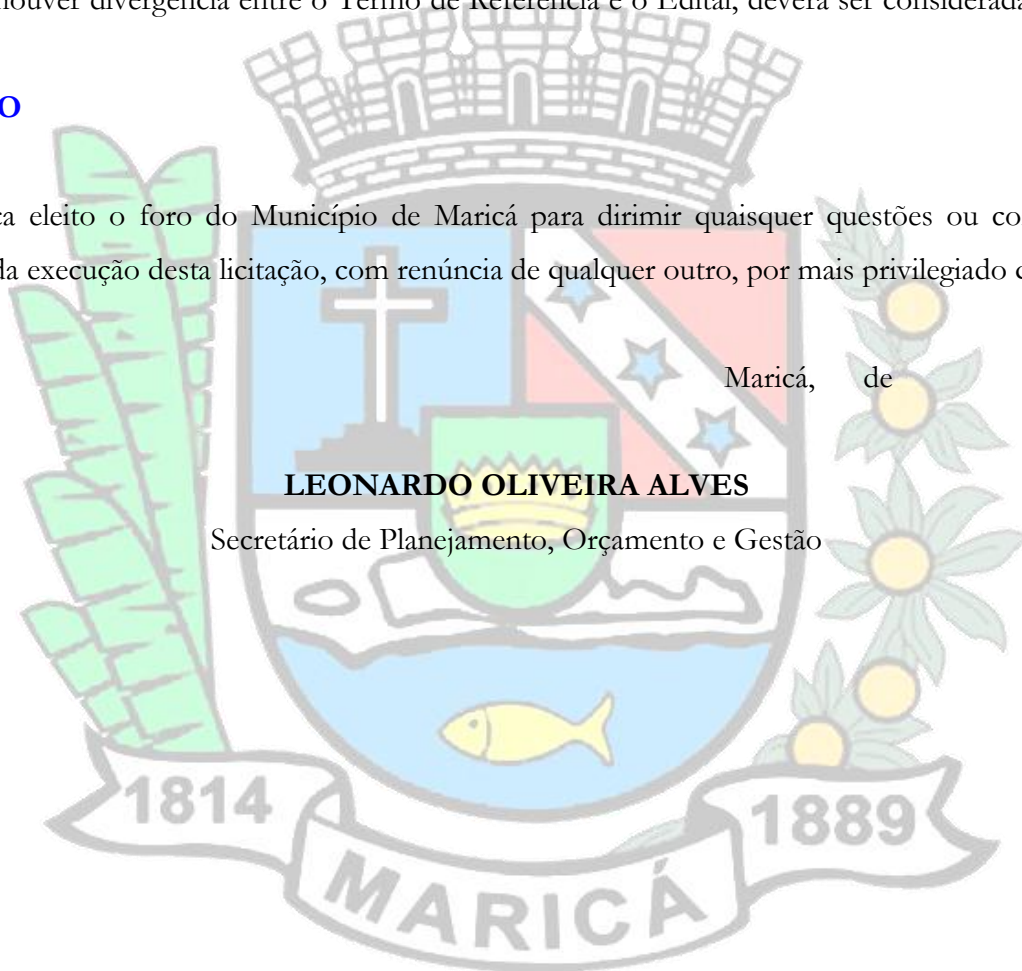 houver divergência entre o Termo de Referência e o Edital, deverá ser considerada
O
eleito o foro do Município de Maricá para dirimir quaisquer questões ou
da execução desta licitação, com renúncia de qualquer outro, por mais privilegiado
Maricá, de
LEONARDO OLIVEIRA ALVES
Secretário de Planejamento, Orçamento e Gestão
1814
1889
MARICÁ